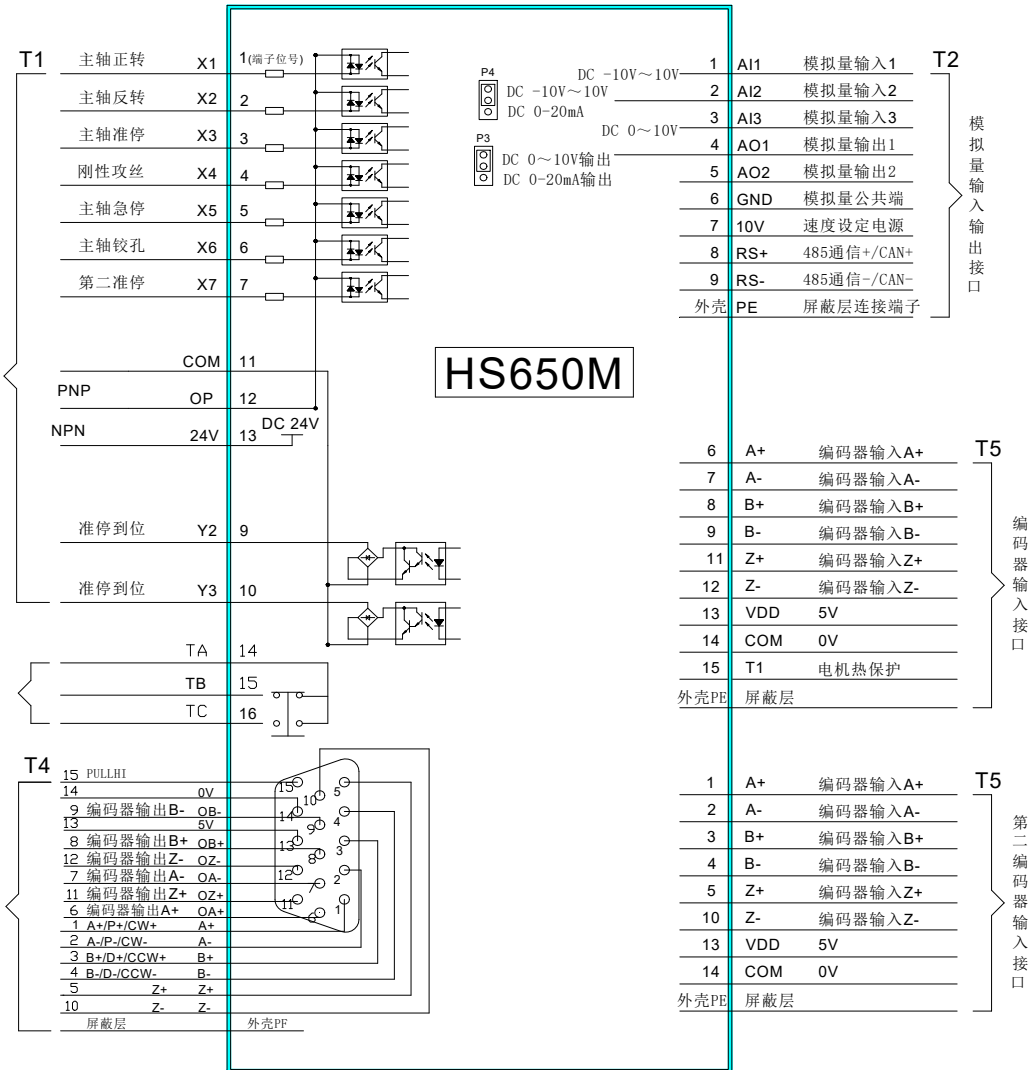 T1
主轴正转 X1 1(端子位号)
主轴反转 X2 2
主轴准停 X3 3
刚性攻丝 X4 4
主轴急停 X5 5
主轴铰孔 X6 6
第二准停 X7 7
COM 11
PNP OP 12
NPN 24V 13 DC 24V
准停到位 Y2 9
准停到位 Y3 10
TA 14
TB 15
TC 16
T4
15 PULLHI
14 0V
9 编码器输出B- OB-
13 5V
8 编码器输出B+ OB+
12 编码器输出Z- OZ-
7 编码器输出A- OA-
11 编码器输出Z+ OZ+
6 编码器输出A+ OA+
1 A+/P+/CW+ A+
2 A-/P-/CW- A-
3 B+/D+/CCW+ B+
4 B-/D-/CCW- B-
5 Z+ Z+
10 Z- Z-
屏蔽层 外壳PF
15 10 5
14 9 4
13 8 3
12 7 2
11 6 1
HS650M
P4
DC -10V～10V
DC -10V～10V
DC 0-20mA
DC 0～10V
P3
DC 0～10V输出
DC 0-20mA输出
T2
1 AI1 模拟量输入1
2 AI2 模拟量输入2
3 AI3 模拟量输入3
4 AO1 模拟量输出1
5 AO2 模拟量输出2
6 GND 模拟量公共端
7 10V 速度设定电源
8 RS+ 485通信+/CAN+
9 RS- 485通信-/CAN-
外壳 PE 屏蔽层连接端子
模拟量输入输出接口
T5
6 A+ 编码器输入A+
7 A- 编码器输入A-
8 B+ 编码器输入B+
9 B- 编码器输入B-
11 Z+ 编码器输入Z+
12 Z- 编码器输入Z-
13 VDD 5V
14 COM 0V
15 T1 电机热保护
外壳PE 屏蔽层
编码器输入接口
T5
1 A+ 编码器输入A+
2 A- 编码器输入A-
3 B+ 编码器输入B+
4 B- 编码器输入B-
5 Z+ 编码器输入Z+
10 Z- 编码器输入Z-
13 VDD 5V
14 COM 0V
外壳PE 屏蔽层
第二编码器输入接口